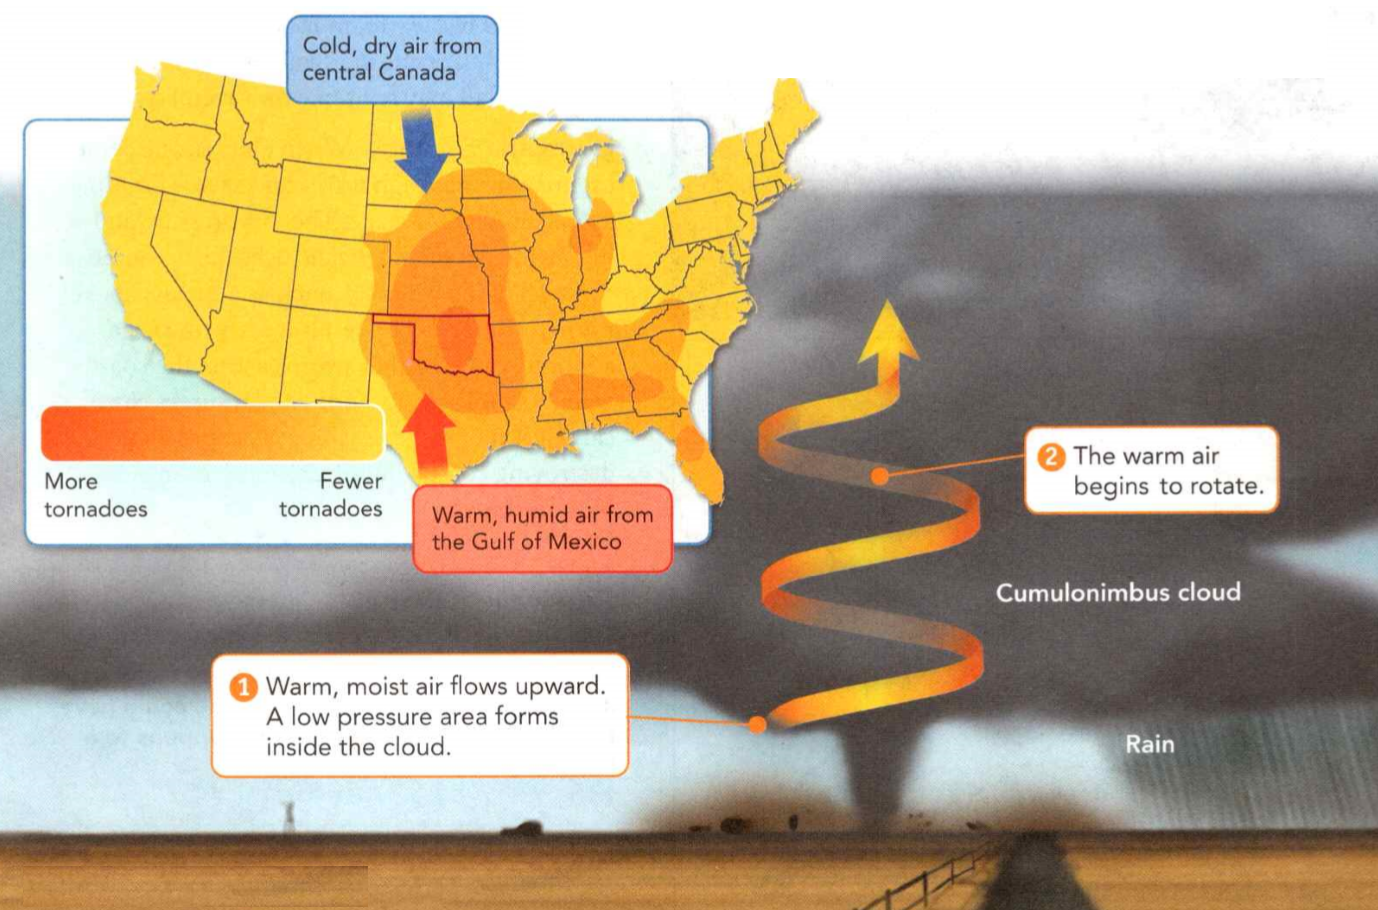 Cold, dry air from
central Canada
More
tornadoes
Fewer
tornadoes
Warm, humid air from
the Gulf of Mexico
2 The warm air
begins to rotate.
Cumulonimbus cloud
1 Warm, moist air flows upward.
A low pressure area forms
inside the cloud.
Rain